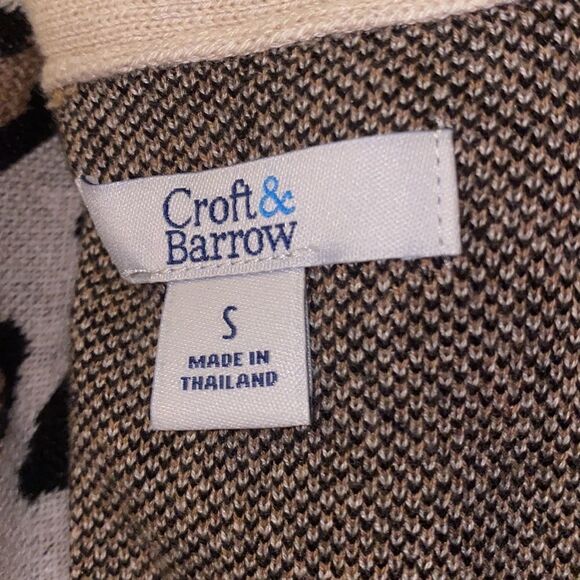 Croft&
Barrow
S
MADE IN
THAILAND